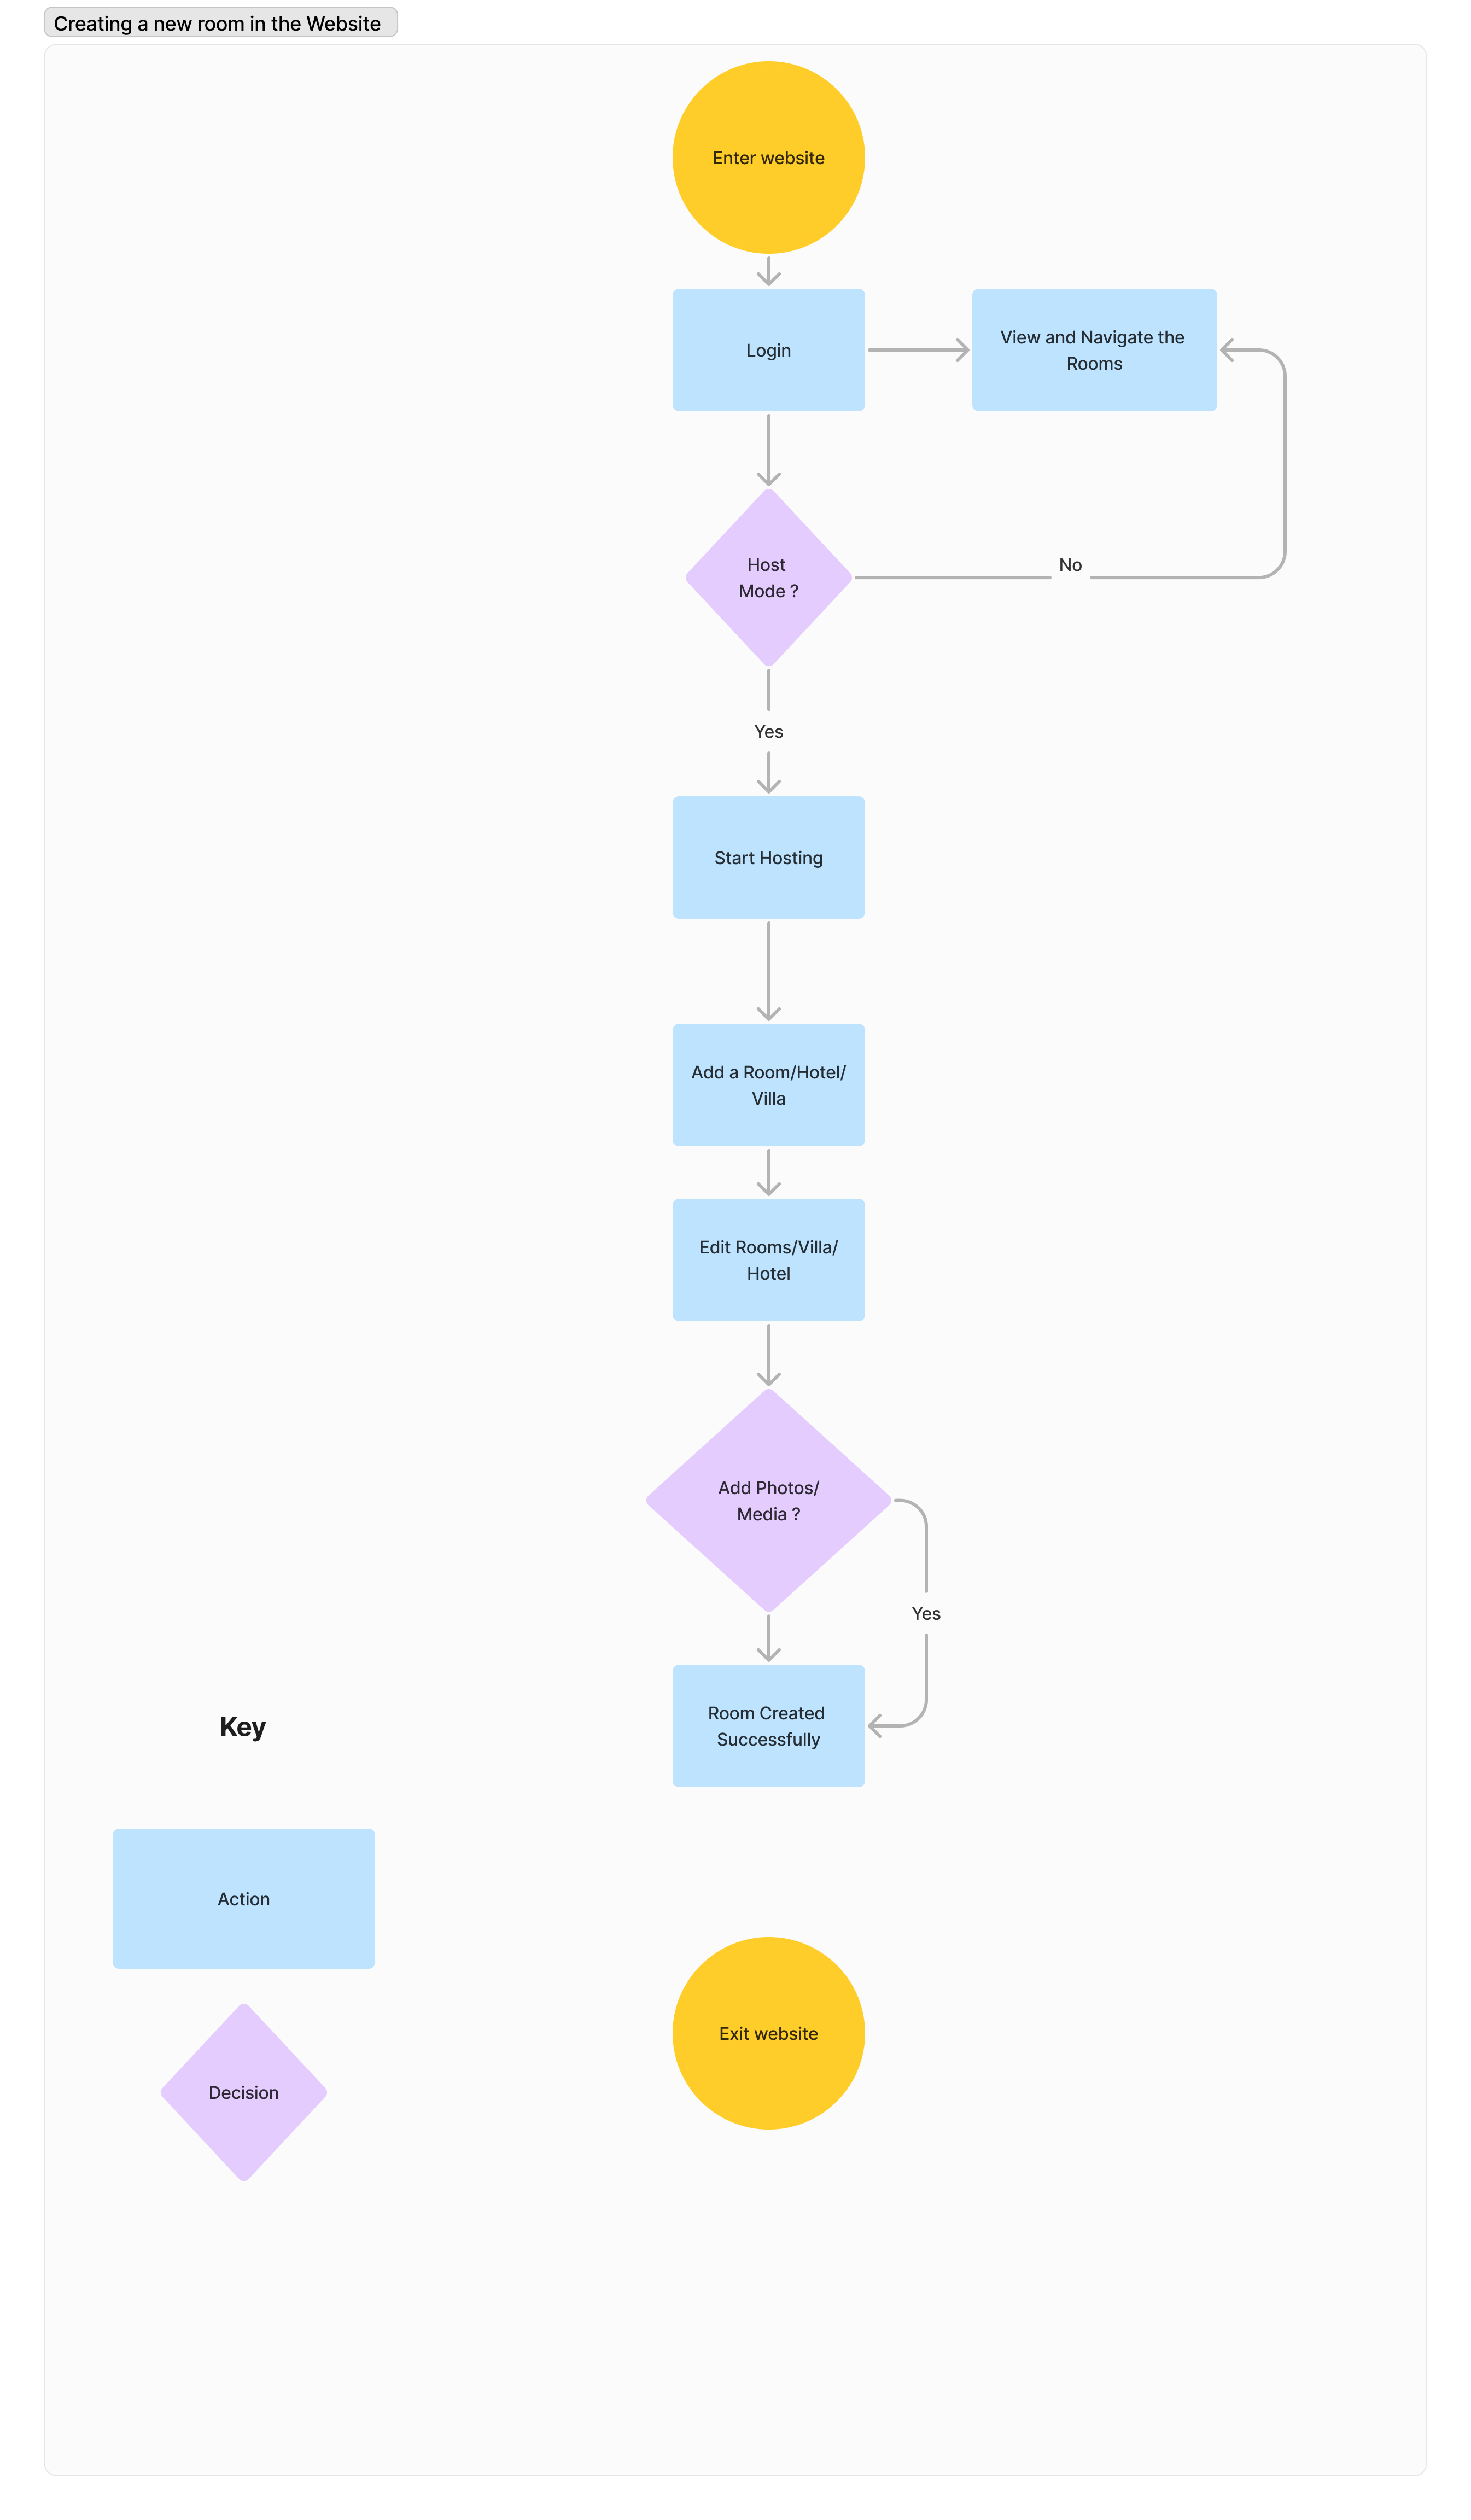 Creating a new room in the Website
Enter website
Login
View and Navigate the
Rooms
Host
Mode ?
No
Yes
Start Hosting
Add a Room/Hotel/
Villa
Edit Rooms/Villa/
Hotel
Add Photos/
Media ?
Yes
Room Created
Successfully
Key
Action
Exit website
Decision